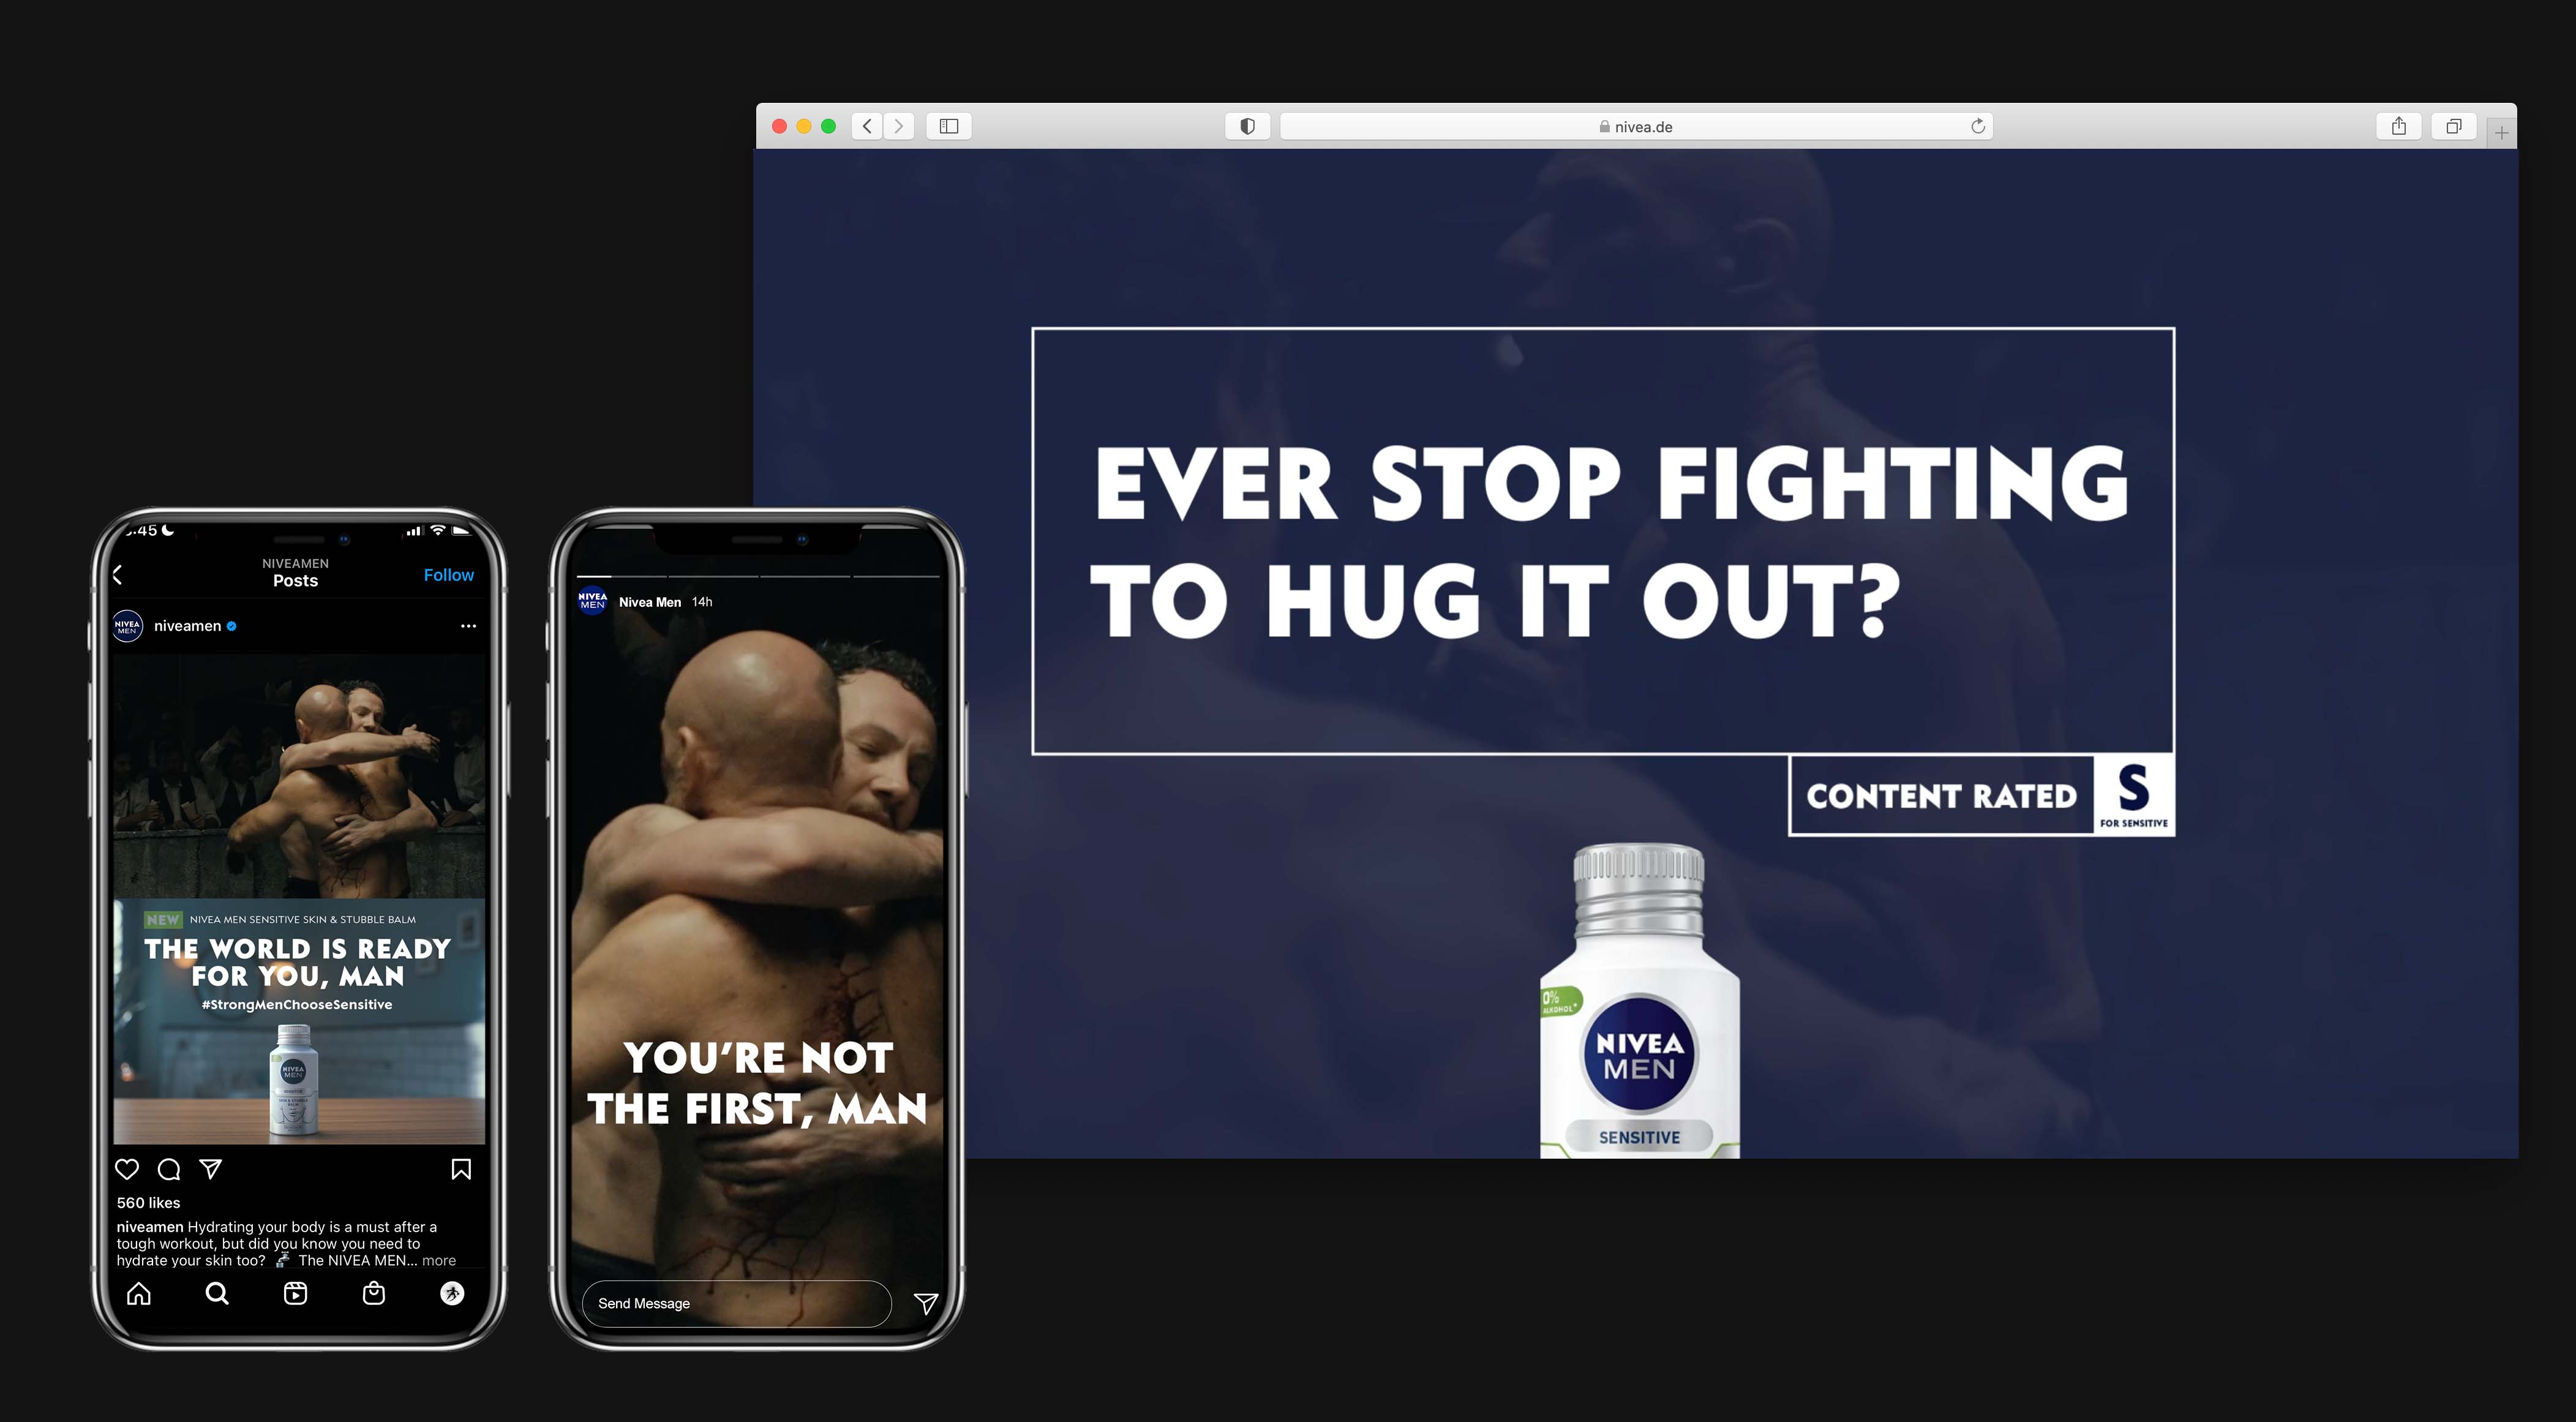 nivea.de
EVER STOP FIGHTING
TO HUG IT OUT?
CONTENT RATED
S
FOR SENSITIVE
0%
ALKOHOL*
NIVEA
MEN
SENSITIVE
NIVEAMEN
Posts
Follow
NIVEA
MEN
niveamen
NEW NIVEA MEN SENSITIVE SKIN & STUBBLE BALM
THE WORLD IS READY
FOR YOU, MAN
#StrongMenChooseSensitive
NIVEA
MEN
560 likes
niveamen Hydrating your body is a must after a
tough workout, but did you know you need to
hydrate your skin too? 🚰 The NIVEA MEN... more
NIVEA
MEN
Nivea Men 14h
YOU'RE NOT
THE FIRST, MAN
Send Message